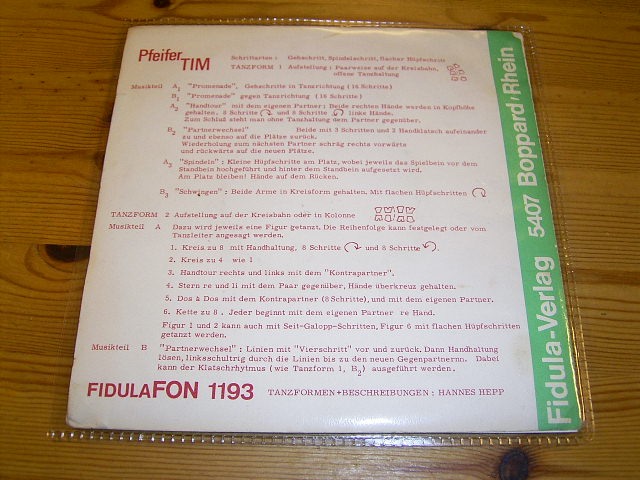 Pfeifer TIM
Schrittarten : Gehschritt, Spindelschritt, flacher Hüpfschritt
TANZFORM 1 Aufstellung : Paarweise auf der Kreisbahn,
offene Tanzhaltung
Musikteil A1 "Promenade", Gehschritte in Tanzrichtung (16 Schritte)
B1 "Promenade" gegen Tanzrichtung (16 Schritte)
A2 "Handtour" mit dem eigenen Partner: Beide rechten Hände werden in Kopfhöhe
gehalten. 8 Schritte und 8 Schritte linke Hände.
Zum Schluß steht man ohne Tanzhaltung dem Partner gegenüber.
B2 "Partnerwechsel" Beide mit 3 Schritten und 3 Handklatsch aufeinander
zu und ebenso auf die Plätze zurück.
Wiederholung zum nächsten Partner schräg rechts vorwärts
und rückwärts auf die neuen Plätze.
A3 "Spindeln" : Kleine Hüpfschritte am Platz, wobei jeweils das Spielbein vor dem
Standbein hochgeführt und hinter dem Standbein aufgesetzt wird.
Am Platz bleiben! Hände auf dem Rücken.
B3 "Schwingen" : Beide Arme in Kreisform gehalten. Mit flachen Hüpfschritten
TANZFORM 2 Aufstellung auf der Kreisbahn oder in Kolonne
Musikteil A Dazu wird jeweils eine Figur getanzt. Die Reihenfolge kann festgelegt oder vom
Tanzleiter angesagt werden.
1. Kreis zu 8 mit Handhaltung, 8 Schritte und 8 Schritte .
2. Kreis zu 4 wie 1
3. Handtour rechts und links mit dem "Kontrapartner".
4. Stern re und li mit dem Paar gegenüber, Hände überkreuz gehalten.
5. Dos à Dos mit dem Kontrapartner (8 Schritte), und mit dem eigenen Partner.
6. Kette zu 8 . Jeder beginnt mit dem eigenen Partner re Hand.
Figur 1 und 2 kann auch mit Seit-Galopp-Schritten, Figur 6 mit flachen Hüpfschritten
getanzt werden.
Musikteil B "Partnerwechsel" : Linien mit "Vierschritt" vor und zurück. Dann Handhaltung
lösen, linksschultrig durch die Linien bis zu den neuen Gegenpartnern. Dabei
kann der Klatschrhytmus (wie Tanzform 1, B2) ausgeführt werden.
FIDULAFON 1193 TANZFORMEN+BESCHREIBUNGEN : HANNES HEPP
Fidula-Verlag 5407 Boppard/Rhein